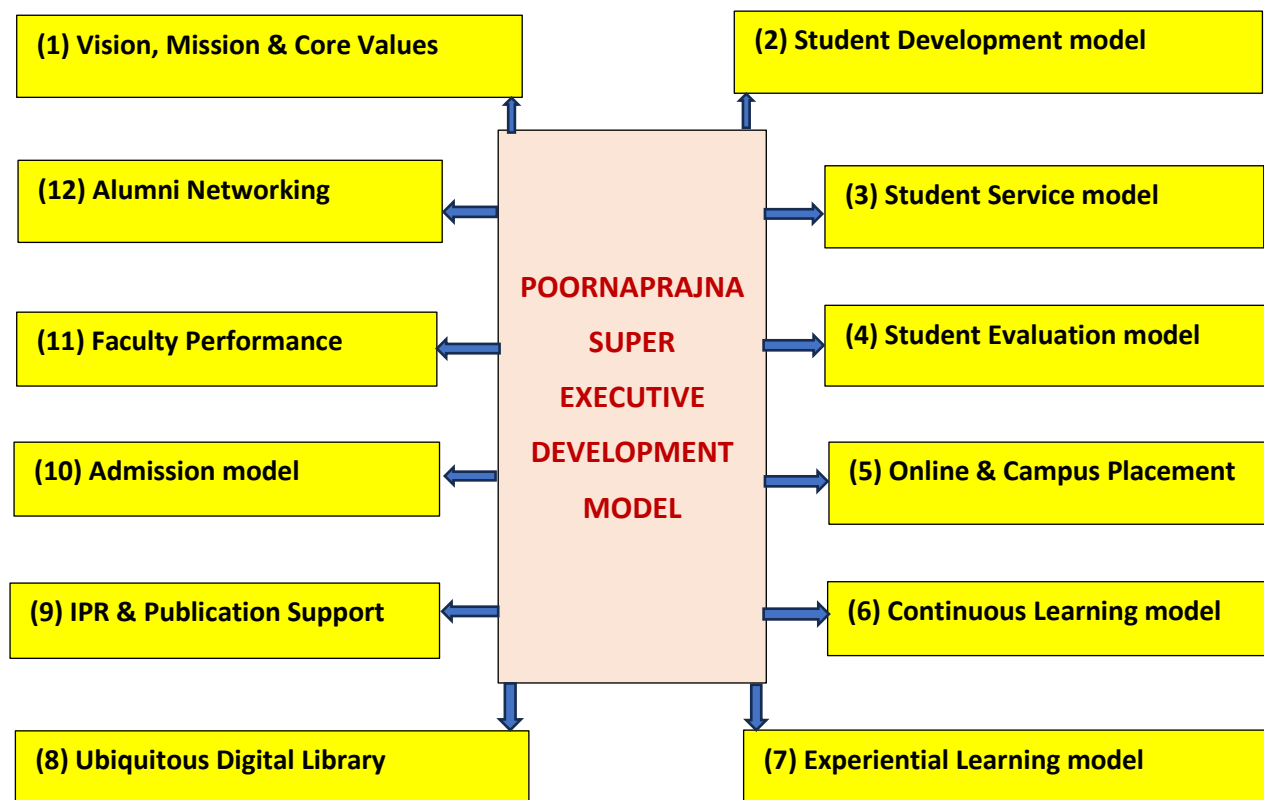 (1) Vision, Mission & Core Values
(2) Student Development model
(12) Alumni Networking
(3) Student Service model
POORNAPRAJNA
SUPER
EXECUTIVE
DEVELOPMENT
MODEL
(11) Faculty Performance
(4) Student Evaluation model
(10) Admission model
(5) Online & Campus Placement
(9) IPR & Publication Support
(6) Continuous Learning model
(8) Ubiquitous Digital Library
(7) Experiential Learning model